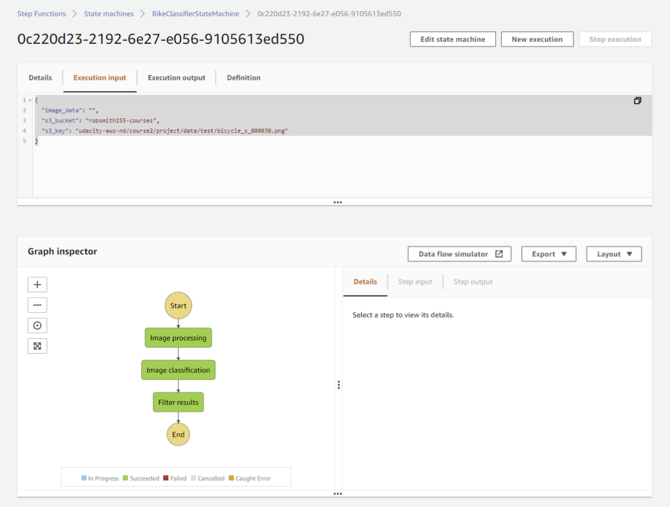 Step Functions > State machines > BikeClassifierStateMachine > 0c220d23-2192-6e27-e056-9105613ed550
0c220d23-2192-6e27-e056-9105613ed550
Edit state machine New execution Stop execution
Details Execution input Execution output Definition
1 {
2 "image_data": "",
3 "s3_bucket": "robsmith155-courses",
4 "s3_key": "udacity-aws-nd/course2/project/data/test/bicycle_s_000030.png"
5 }
Graph inspector
Data flow simulator Export Layout
Details Step input Step output
Select a step to view its details.
Start
Image processing
Image classification
Filter results
End
In Progress Succeeded Failed Cancelled Caught Error